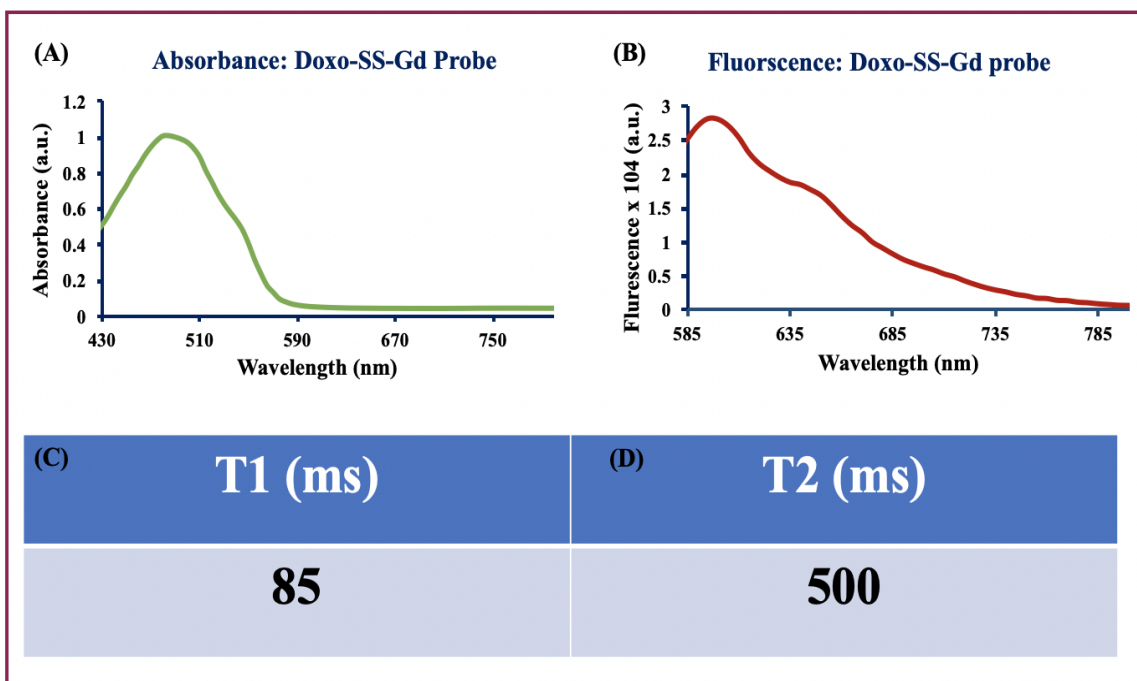 (A)
Absorbance: Doxo-SS-Gd Probe
Absorbance (a.u.)
1.2
1
0.8
0.6
0.4
0.2
0
430 510 590 670 750
Wavelength (nm)
(B)
Fluorscence: Doxo-SS-Gd probe
Flurescence x 104 (a.u.)
3
2.5
2
1.5
1
0.5
0
585 635 685 735 785
Wavelength (nm)
(C) T1 (ms)
(D) T2 (ms)
85 500